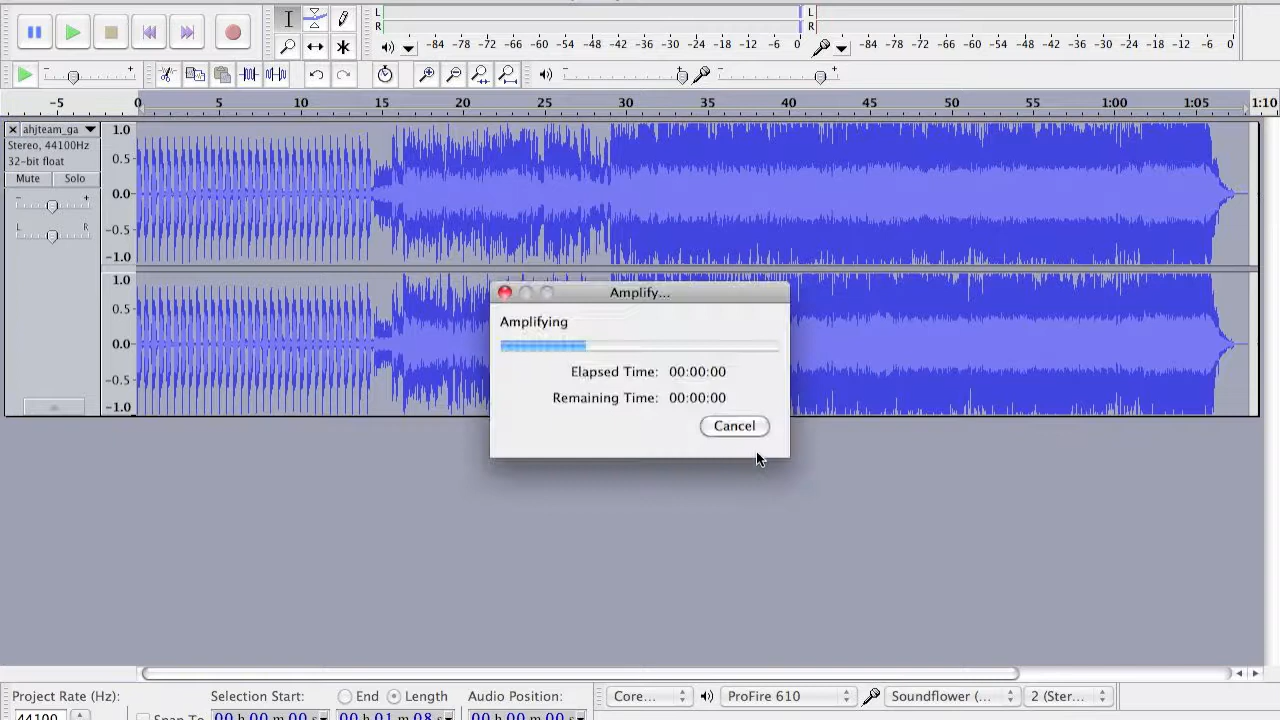 L
R
-84 -78 -72 -66 -60 -54 -48 -42 -36 -30 -24 -18 -12 -6 0
L
R
-84 -78 -72 -66 -60 -54 -48 -42 -36 -30 -24 -18 -12 -6 0
- + - + - +
-5 0 5 10 15 20 25 30 35 40 45 50 55 1:00 1:05 1:10
ahjteam_ga
Stereo, 44100Hz
32-bit float
Mute Solo
- +
L R
1.0
0.5
0.0
-0.5
-1.0
1.0
0.5
0.0
-0.5
-1.0
Amplify...
Amplifying
Elapsed Time: 00:00:00
Remaining Time: 00:00:00
Cancel
Project Rate (Hz):
44100
Selection Start:
End
Length
Audio Position:
Snap To
00 h 00 m 00 s
00 h 01 m 08 s
00 h 00 m 00 s
Core...
ProFire 610
Soundflower (...
2 (Ster...